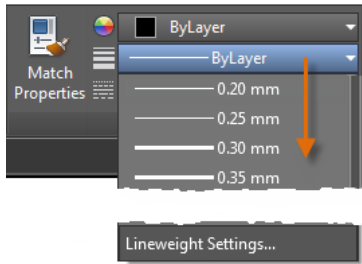 ByLayer
ByLayer
Match
Properties
0.20 mm
0.25 mm
0.30 mm
0.35 mm
Lineweight Settings...